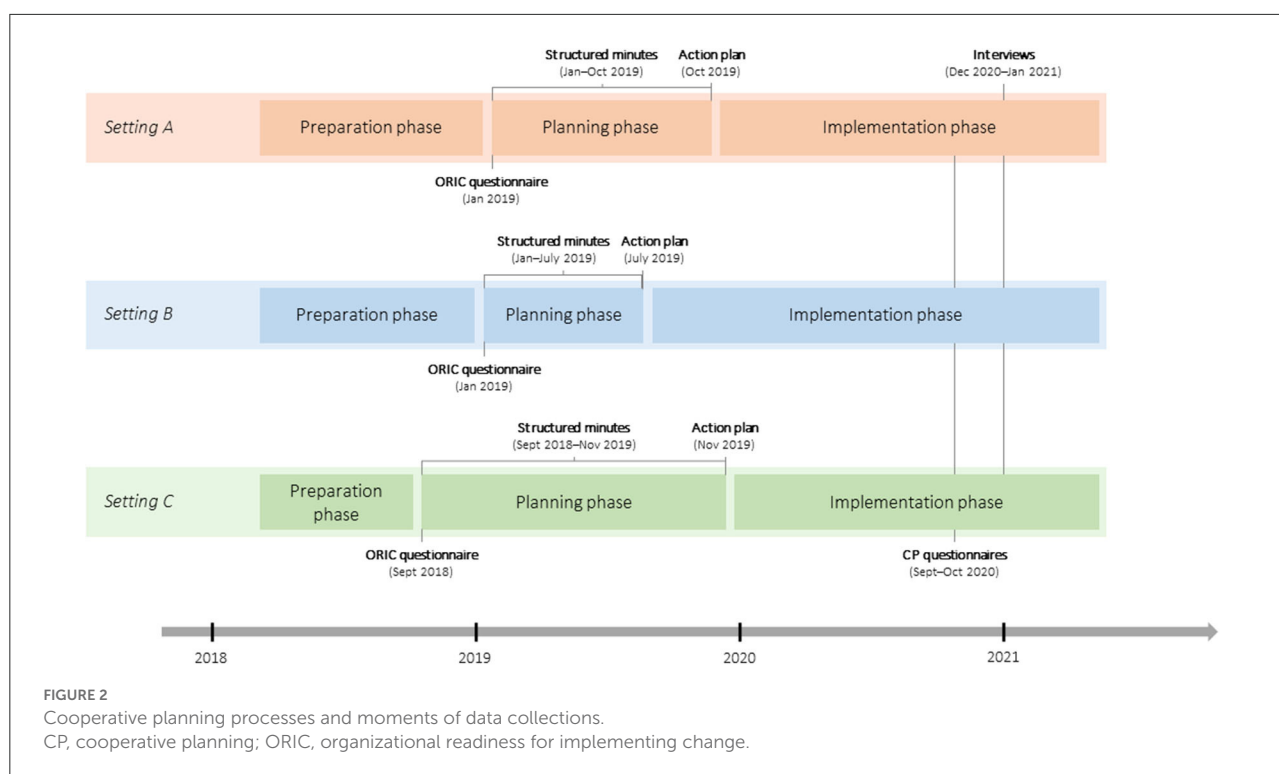 Structured minutes
(Jan–Oct 2019)
Action plan
(Oct 2019)
Interviews
(Dec 2020–Jan 2021)
Setting A
Preparation phase
Planning phase
Implementation phase
ORIC questionnaire
(Jan 2019)
Structured minutes
(Jan–July 2019)
Action plan
(July 2019)
Setting B
Preparation phase
Planning phase
Implementation phase
ORIC questionnaire
(Jan 2019)
Structured minutes
(Sept 2018–Nov 2019)
Action plan
(Nov 2019)
Setting C
Preparation
phase
Planning phase
Implementation phase
ORIC questionnaire
(Sept 2018)
CP questionnaires
(Sept–Oct 2020)
2018
2019
2020
2021
FIGURE 2
Cooperative planning processes and moments of data collections.
CP, cooperative planning; ORIC, organizational readiness for implementing change.